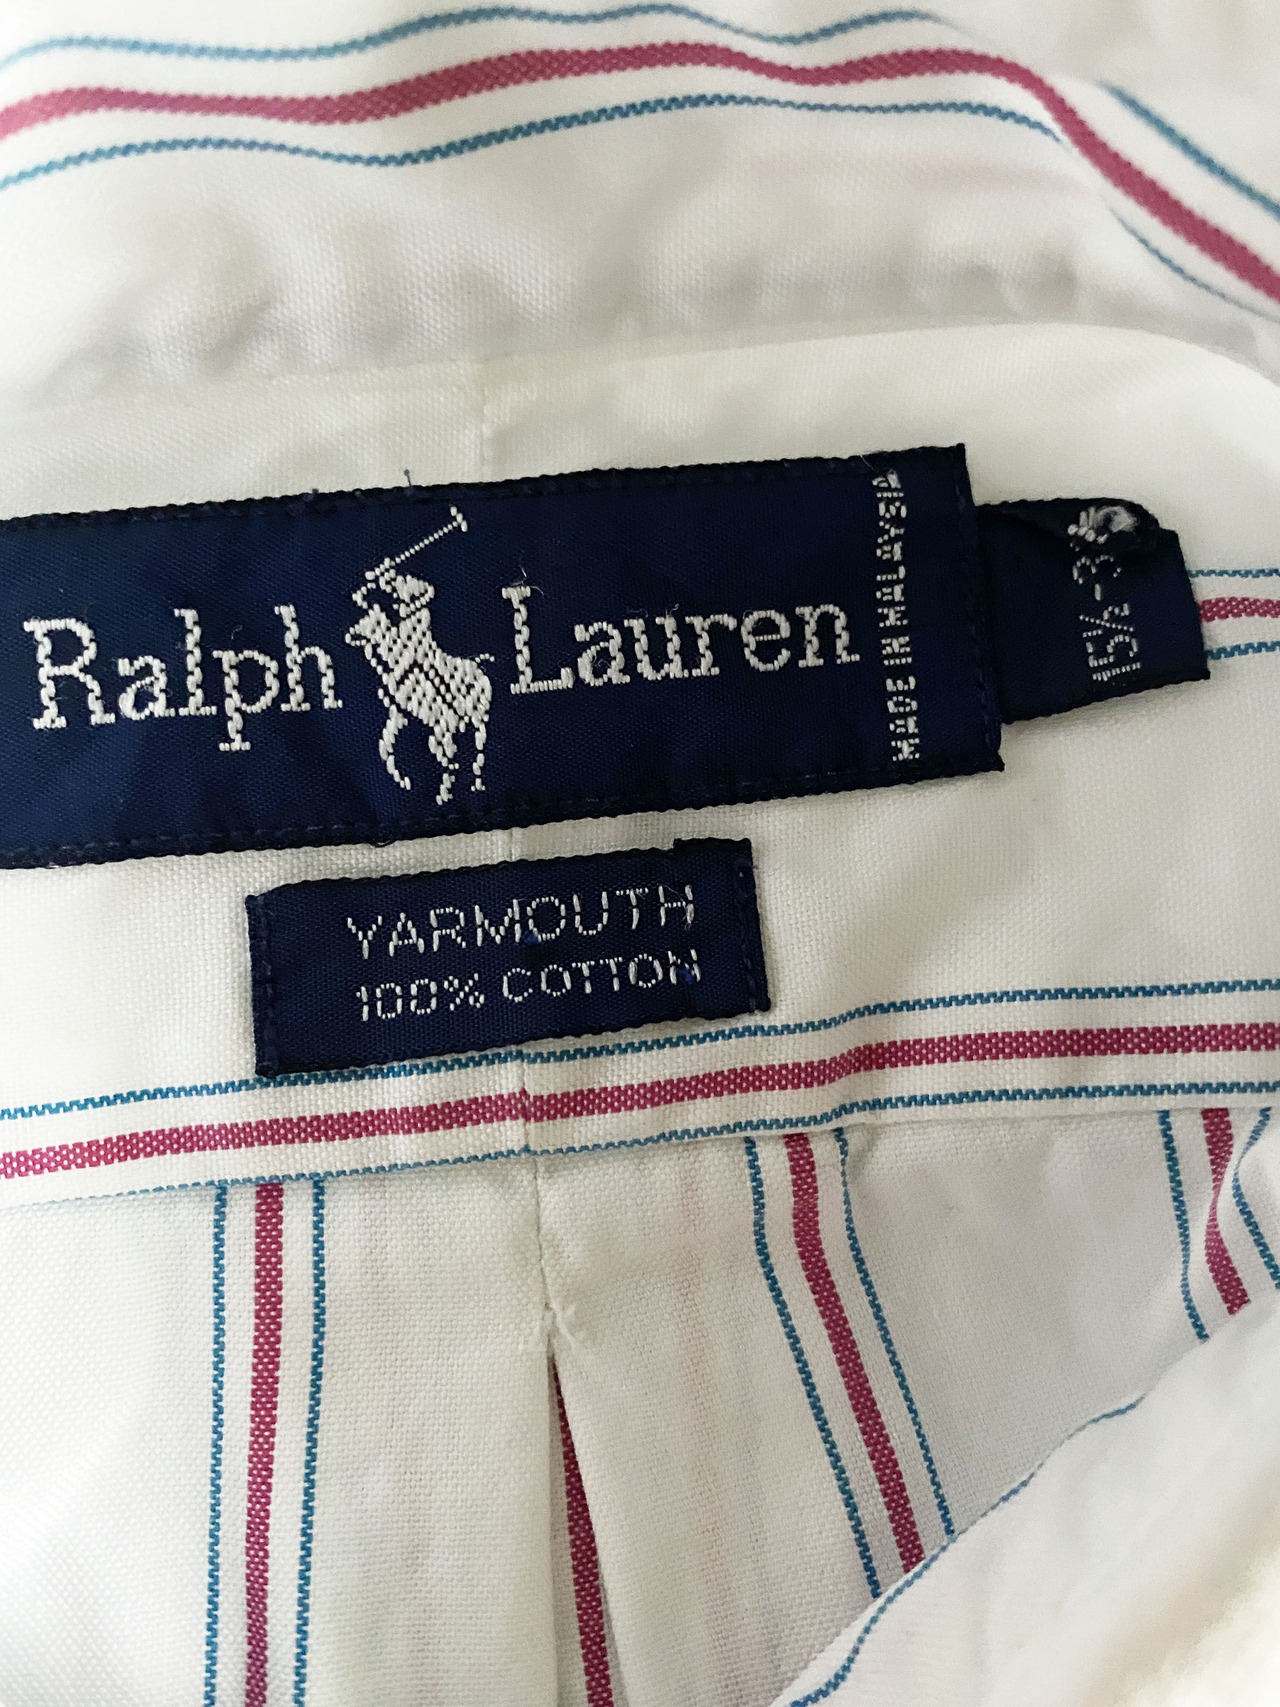 Ralph Lauren
MADE IN MALAYSIA
15½-3
YARMOUTH
100% COTTON